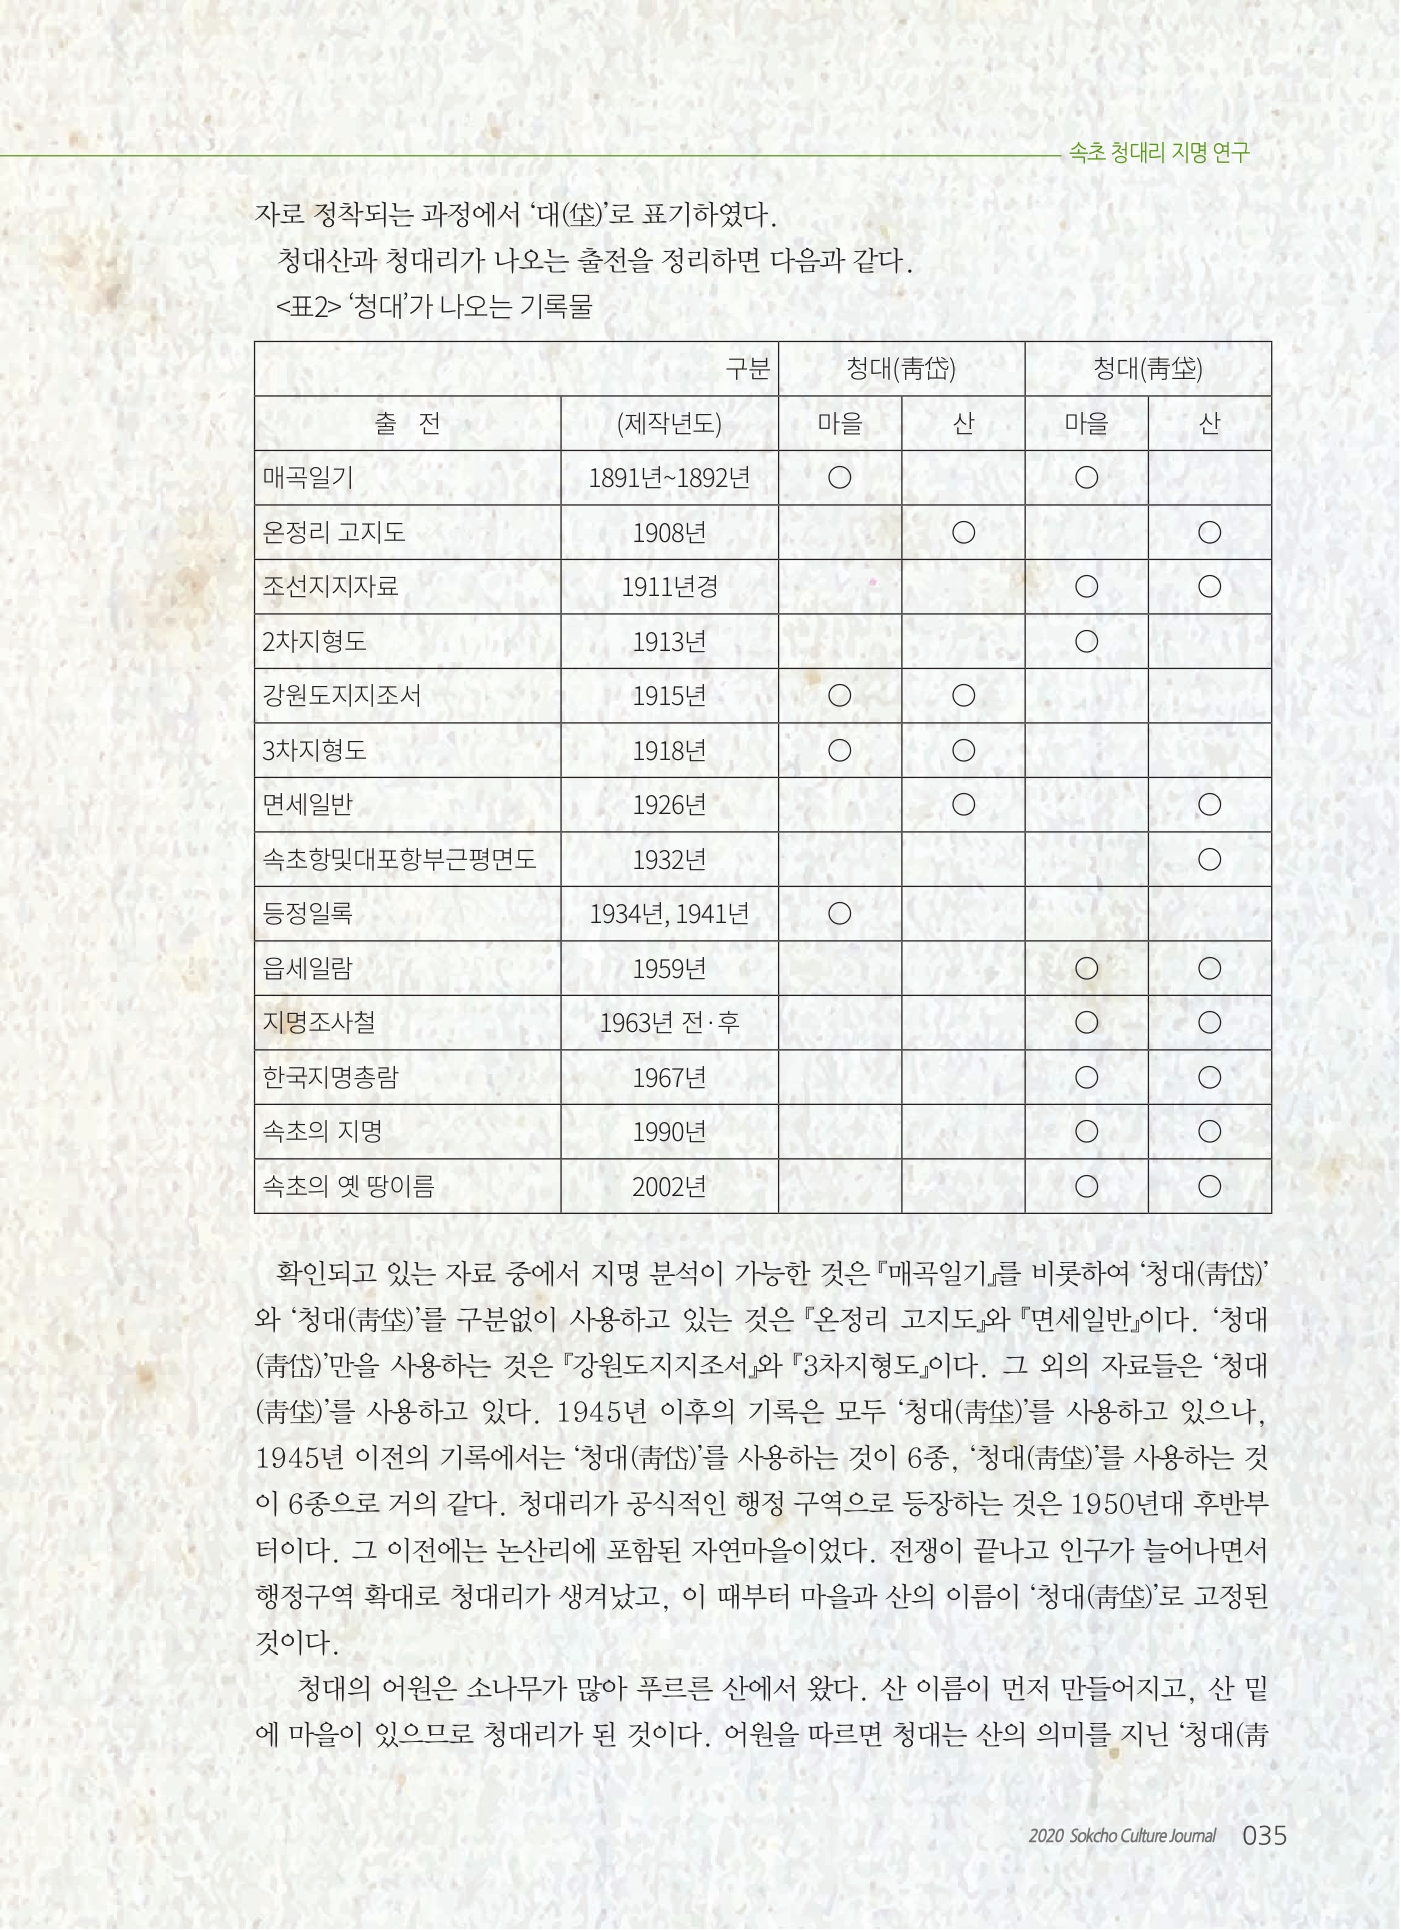 속초 청대리 지명 연구
자로 정착되는 과정에서 ‘대(垈)’로 표기하였다.
청대산과 청대리가 나오는 출전을 정리하면 다음과 같다.
<표2> ‘청대’가 나오는 기록물
구분 청대(靑岱) 청대(靑垈)
출 전 (제작년도) 마을 산 마을 산
매곡일기 1891년~1892년 ○ ○
온정리 고지도 1908년 ○ ○
조선지지자료 1911년경 ○ ○
2차지형도 1913년 ○
강원도지지조서 1915년 ○ ○
3차지형도 1918년 ○ ○
면세일반 1926년 ○ ○
속초항및대포항부근평면도 1932년 ○
등정일록 1934년, 1941년 ○
읍세일람 1959년 ○ ○
지명조사철 1963년 전·후 ○ ○
한국지명총람 1967년 ○ ○
속초의 지명 1990년 ○ ○
속초의 옛 땅이름 2002년 ○ ○
확인되고 있는 자료 중에서 지명 분석이 가능한 것은 『매곡일기』를 비롯하여 ‘청대(靑岱)’
와 ‘청대(靑垈)’를 구분없이 사용하고 있는 것은 『온정리 고지도』와 『면세일반』이다. ‘청대
(靑岱)’만을 사용하는 것은 『강원도지지조서』와 『3차지형도』이다. 그 외의 자료들은 ‘청대
(靑垈)’를 사용하고 있다. 1945년 이후의 기록은 모두 ‘청대(靑垈)’를 사용하고 있으나,
1945년 이전의 기록에서는 ‘청대(靑岱)’를 사용하는 것이 6종, ‘청대(靑垈)’를 사용하는 것
이 6종으로 거의 같다. 청대리가 공식적인 행정 구역으로 등장하는 것은 1950년대 후반부
터이다. 그 이전에는 논산리에 포함된 자연마을이었다. 전쟁이 끝나고 인구가 늘어나면서
행정구역 확대로 청대리가 생겨났고, 이 때부터 마을과 산의 이름이 ‘청대(靑垈)’로 고정된
것이다.
청대의 어원은 소나무가 많아 푸르른 산에서 왔다. 산 이름이 먼저 만들어지고, 산 밑
에 마을이 있으므로 청대리가 된 것이다. 어원을 따르면 청대는 산의 의미를 지닌 ‘청대(靑
2020 Sokcho Culture Journal 035